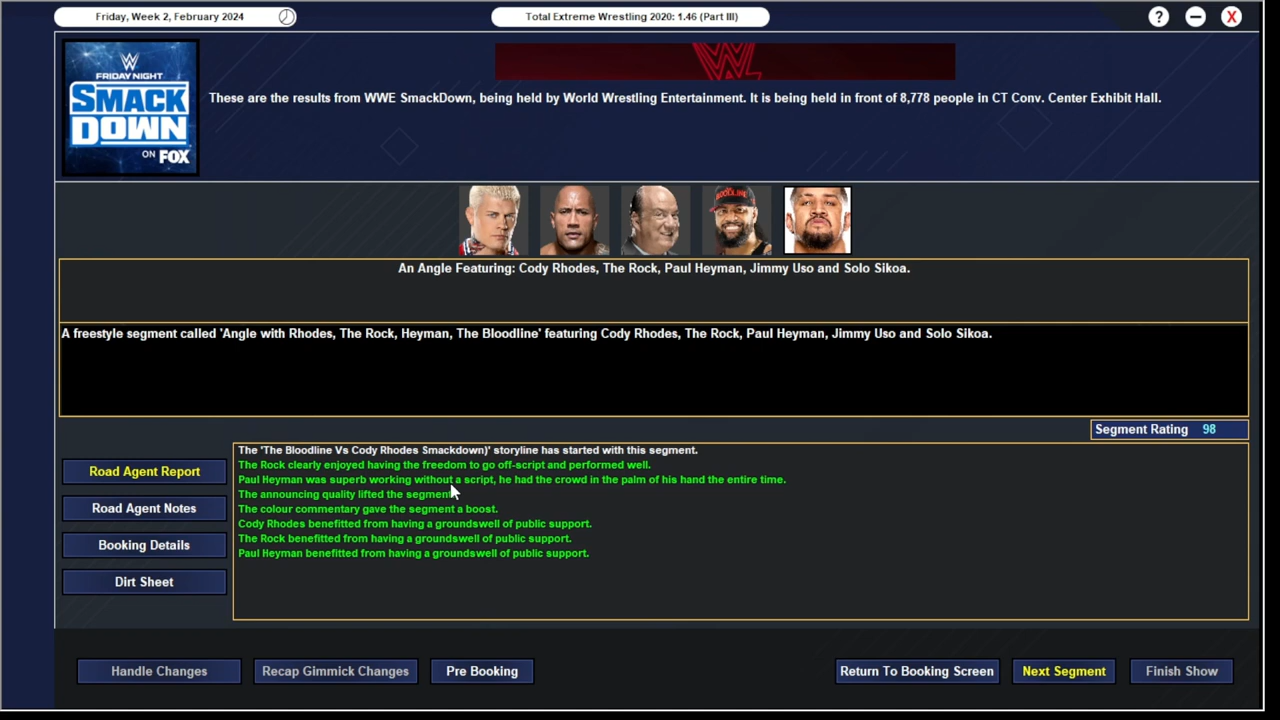 Friday, Week 2, February 2024
Total Extreme Wrestling 2020: 1.46 (Part III)
?
X
FRIDAY NIGHT
SMACK
DOWN
ON FOX
These are the results from WWE SmackDown, being held by World Wrestling Entertainment. It is being held in front of 8,778 people in CT Conv. Center Exhibit Hall.
An Angle Featuring: Cody Rhodes, The Rock, Paul Heyman, Jimmy Uso and Solo Sikoa.
A freestyle segment called 'Angle with Rhodes, The Rock, Heyman, The Bloodline' featuring Cody Rhodes, The Rock, Paul Heyman, Jimmy Uso and Solo Sikoa.
Segment Rating 98
The 'The Bloodline Vs Cody Rhodes Smackdown)' storyline has started with this segment.
The Rock clearly enjoyed having the freedom to go off-script and performed well.
Paul Heyman was superb working without a script, he had the crowd in the palm of his hand the entire time.
The announcing quality lifted the segment
The colour commentary gave the segment a boost.
Cody Rhodes benefitted from having a groundswell of public support.
The Rock benefitted from having a groundswell of public support.
Paul Heyman benefitted from having a groundswell of public support.
Road Agent Report
Road Agent Notes
Booking Details
Dirt Sheet
Handle Changes
Recap Gimmick Changes
Pre Booking
Return To Booking Screen
Next Segment
Finish Show